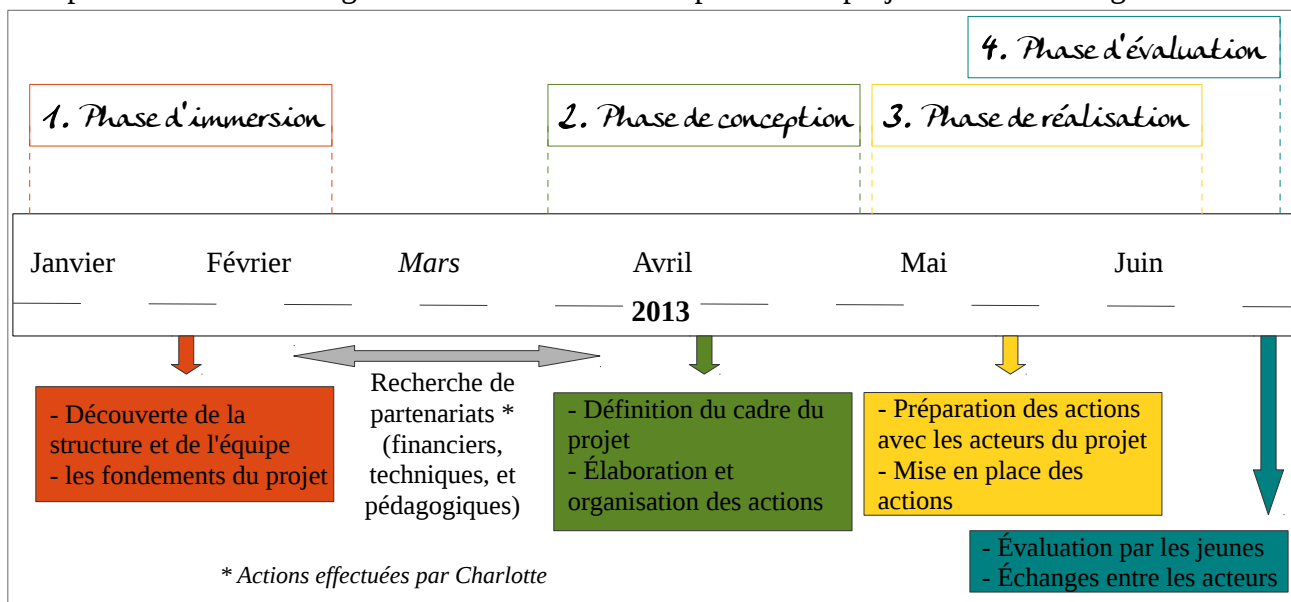 4. Phase d'évaluation
1. Phase d'immersion
2. Phase de conception
3. Phase de réalisation
Janvier
Février
Mars
Avril
Mai
Juin
2013
- Découverte de la
structure et de l'équipe
- les fondements du projet
Recherche de
partenariats *
(financiers,
techniques, et
pédagogiques)
- Définition du cadre du
projet
- Élaboration et
organisation des actions
- Préparation des actions
avec les acteurs du projet
- Mise en place des
actions
- Évaluation par les jeunes
- Échanges entre les acteurs
* Actions effectuées par Charlotte